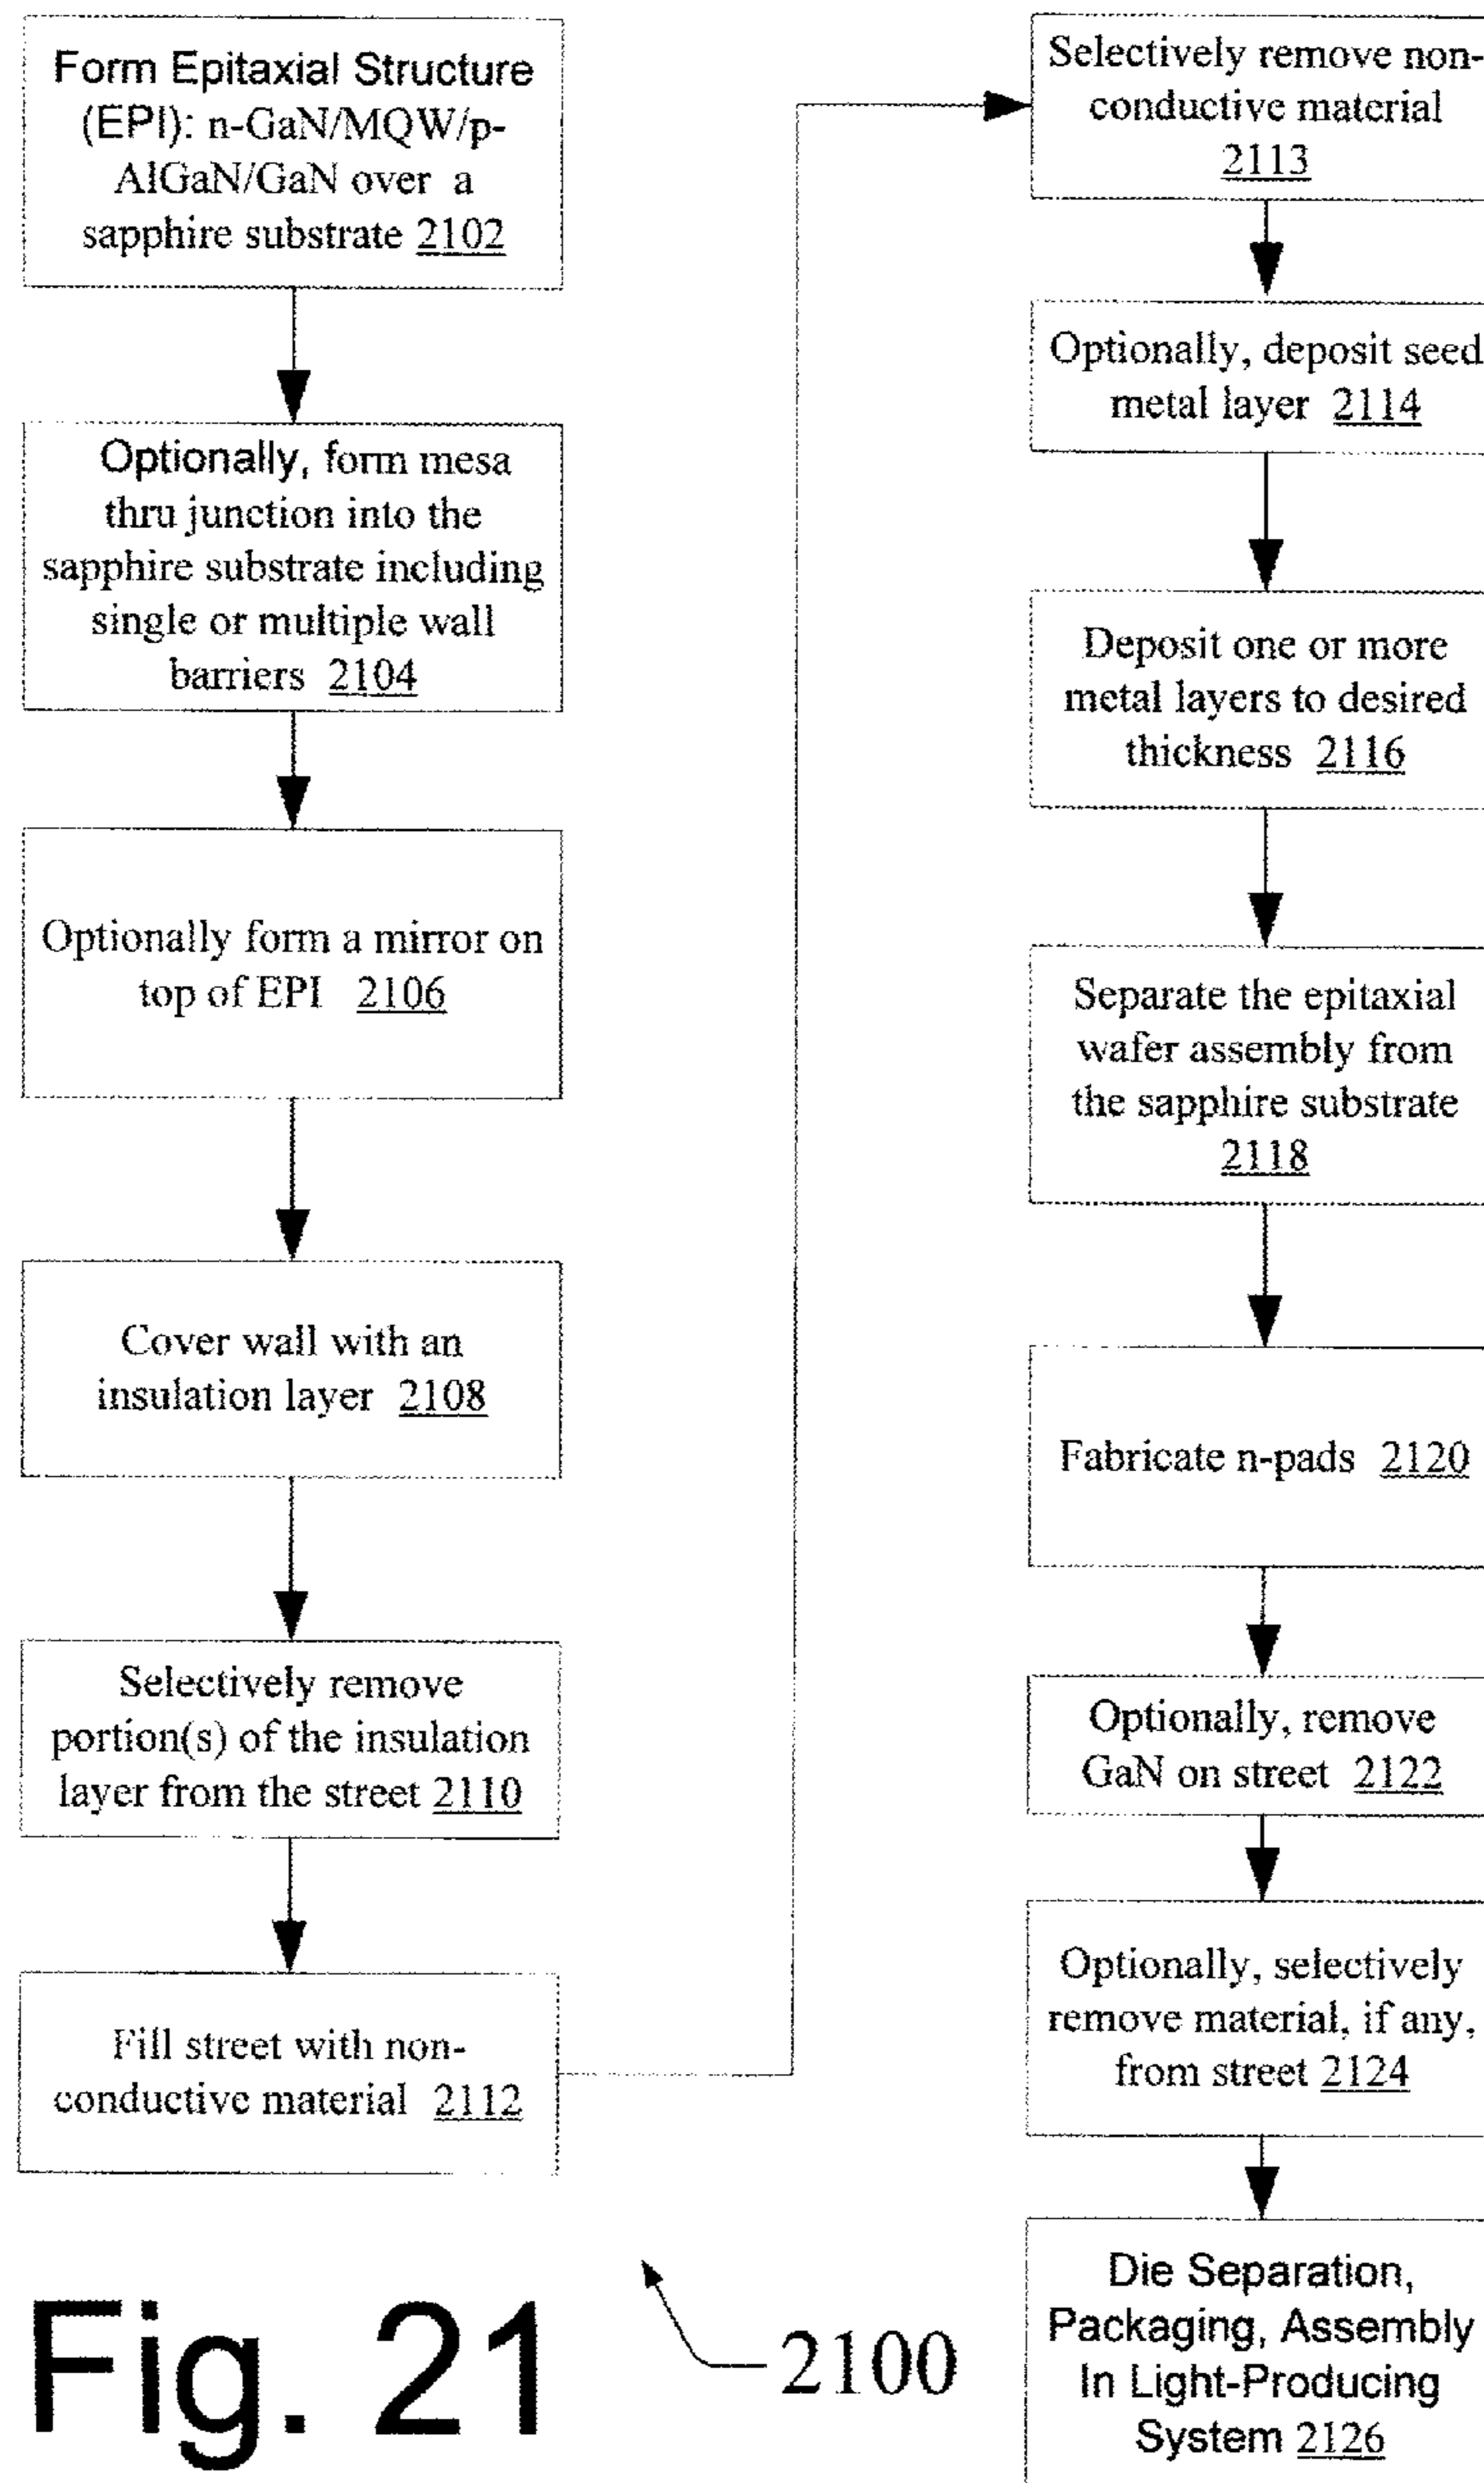 Form Epitaxial Structure
(EPI): n-GaN/MQW/p-
AlGaN/GaN over a
sapphire substrate 2102
Optionally, form mesa
thru junction into the
sapphire substrate including
single or multiple wall
barriers 2104
Optionally form a mirror on
top of EPI 2106
Cover wall with an
insulation layer 2108
Selectively remove
portion(s) of the insulation
layer from the street 2110
Fill street with non-
conductive material 2112
Selectively remove non-
conductive material
2113
Optionally, deposit seed
metal layer 2114
Deposit one or more
metal layers to desired
thickness 2116
Separate the epitaxial
wafer assembly from
the sapphire substrate
2118
Fabricate n-pads 2120
Optionally, remove
GaN on street 2122
Optionally, selectively
remove material, if any,
from street 2124
Die Separation,
Packaging, Assembly
In Light-Producing
System 2126
Fig. 21
2100